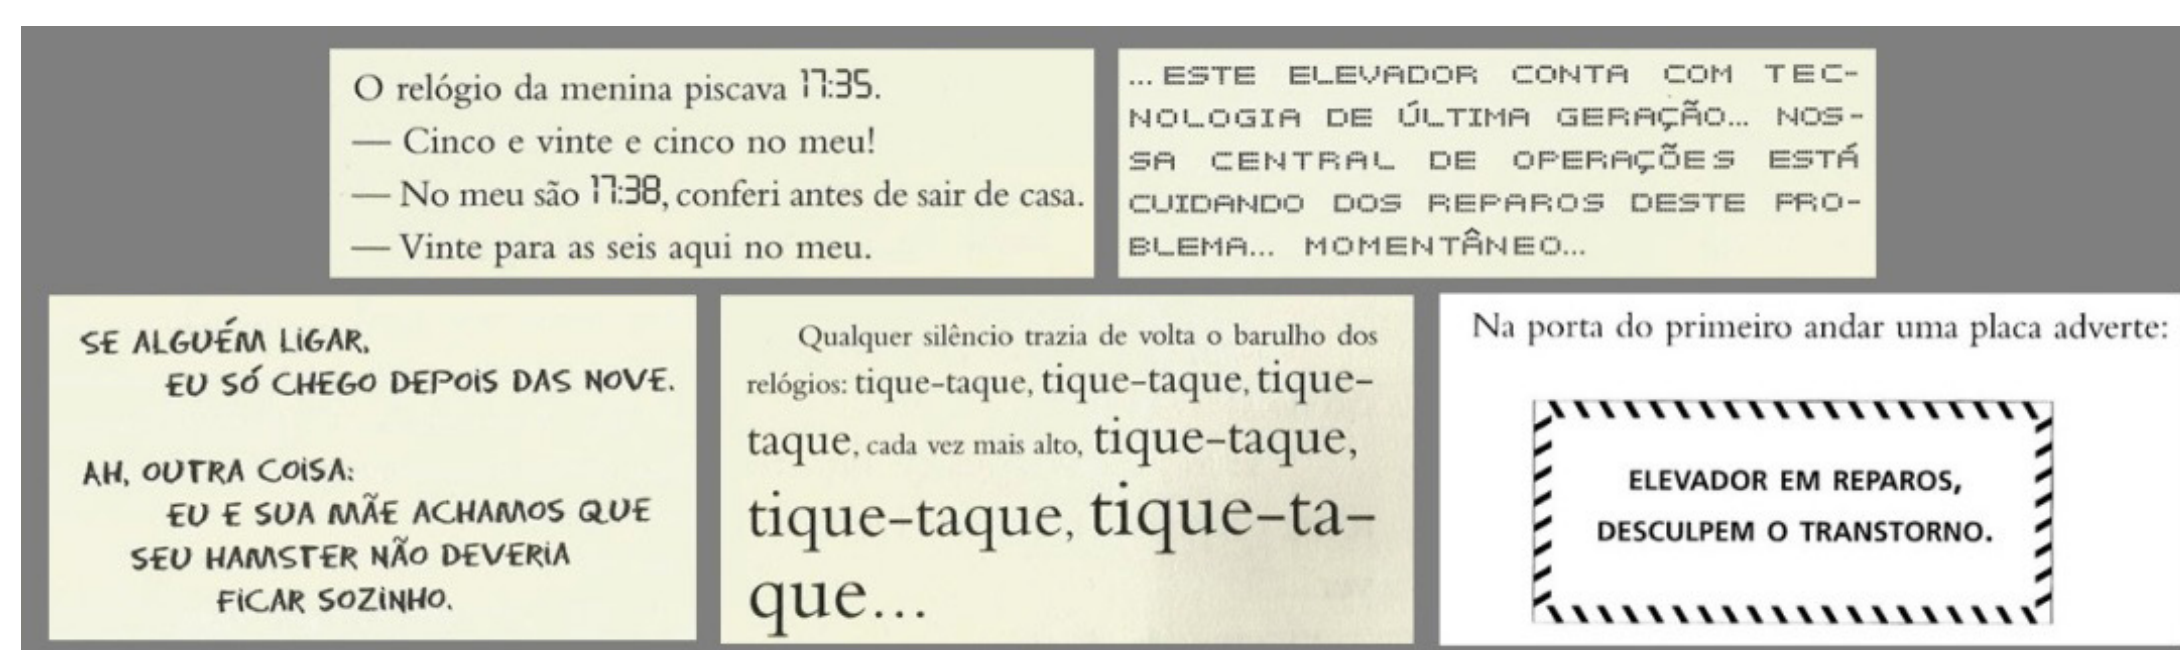 O relógio da menina piscava 17:35.
— Cinco e vinte e cinco no meu!
— No meu são 17:38, conferi antes de sair de casa.
— Vinte para as seis aqui no meu.
... ESTE ELEVADOR CONTA COM TEC-
NOLOGIA DE ÚLTIMA GERAÇÃO... NOS-
SA CENTRAL DE OPERAÇÕES ESTÁ
CUIDANDO DOS REPAROS DESTE PRO-
BLEMA... MOMENTÂNEO...
SE ALGUÉM LIGAR,
EU SÓ CHEGO DEPOIS DAS NOVE.
AH, OUTRA COISA:
EU E SUA MÃE ACHAMOS QUE
SEU HAMSTER NÃO DEVERIA
FICAR SOZINHO.
Qualquer silêncio trazia de volta o barulho dos
relógios: tique-taque, tique-taque, tique-
taque, cada vez mais alto, tique-taque,
tique-taque, tique-ta-
que...
Na porta do primeiro andar uma placa adverte:
ELEVADOR EM REPAROS,
DESCULPEM O TRANSTORNO.